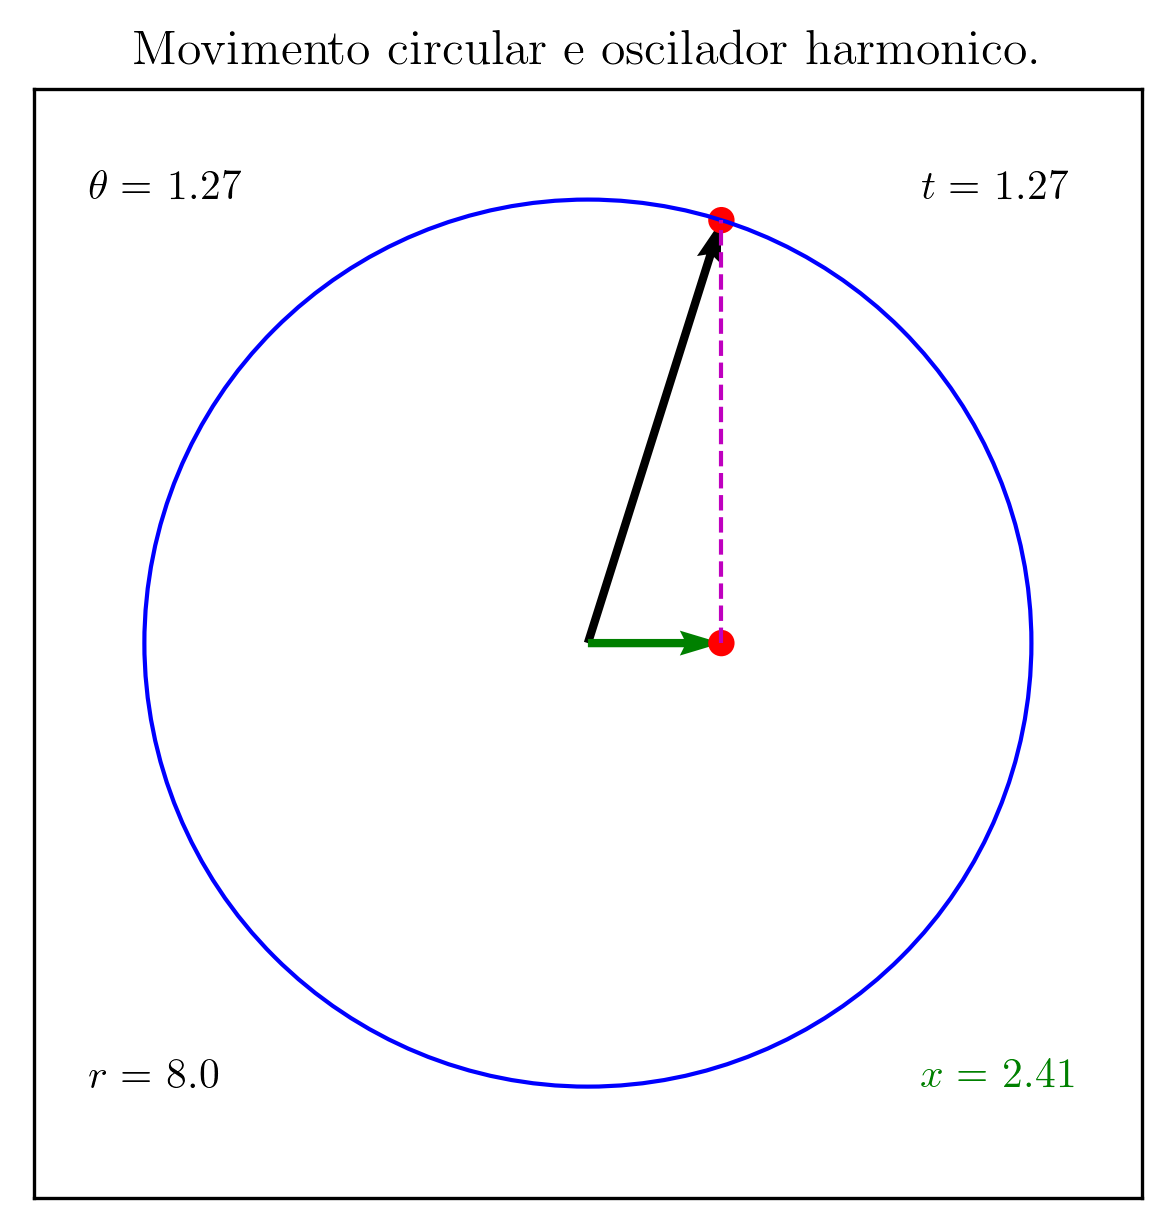 Movimento circular e oscilador harmonico.
θ = 1.27
t = 1.27
r = 8.0
x = 2.41